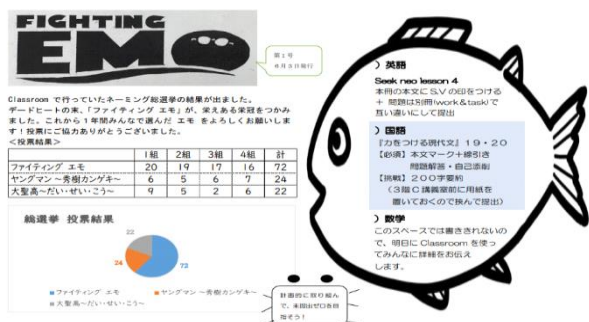 FIGHTING
EMO
第1号
6月5日発行
Classroom で行っていたネーミング総選挙の結果が出ました。
デードヒートの末、「ファイティング エモ」が、栄えある栄冠をつかみ
ました。これから1年間みんなで選んだ エモ をよろしくお願いしま
す！投票にご協力ありがとうございました。
＜投票結果＞
1組 2組 3組 4組 計
ファイティング エモ 20 19 17 16 72
ヤングマン ～秀樹カンゲキ～ 6 5 6 7 24
大聖高～だい・せい・こう～ 9 5 2 6 22
総選挙 投票結果
22
24
72
ファイティング エモ ヤングマン ～秀樹カンゲキ～
大聖高～だい・せい・こう～
）英語
Seek neo lesson 4
本冊の本文に S.V の印をつける
＋ 問題は別冊(work＆task)で
互い違いにして提出
）国語
『力をつける現代文』19・20
【必須】本文マーク＋線引き
問題解答・自己添削
【挑戦】200字要約
（3階C講義室前に用紙を
置いておくので挟んで提出）
）数学
このスペースでは書ききれないの
で、明日に Classroom を使っ
てみんなに詳細をお伝え
します。
計画的に取り組ん
で、未提出ゼロを目
指そう！